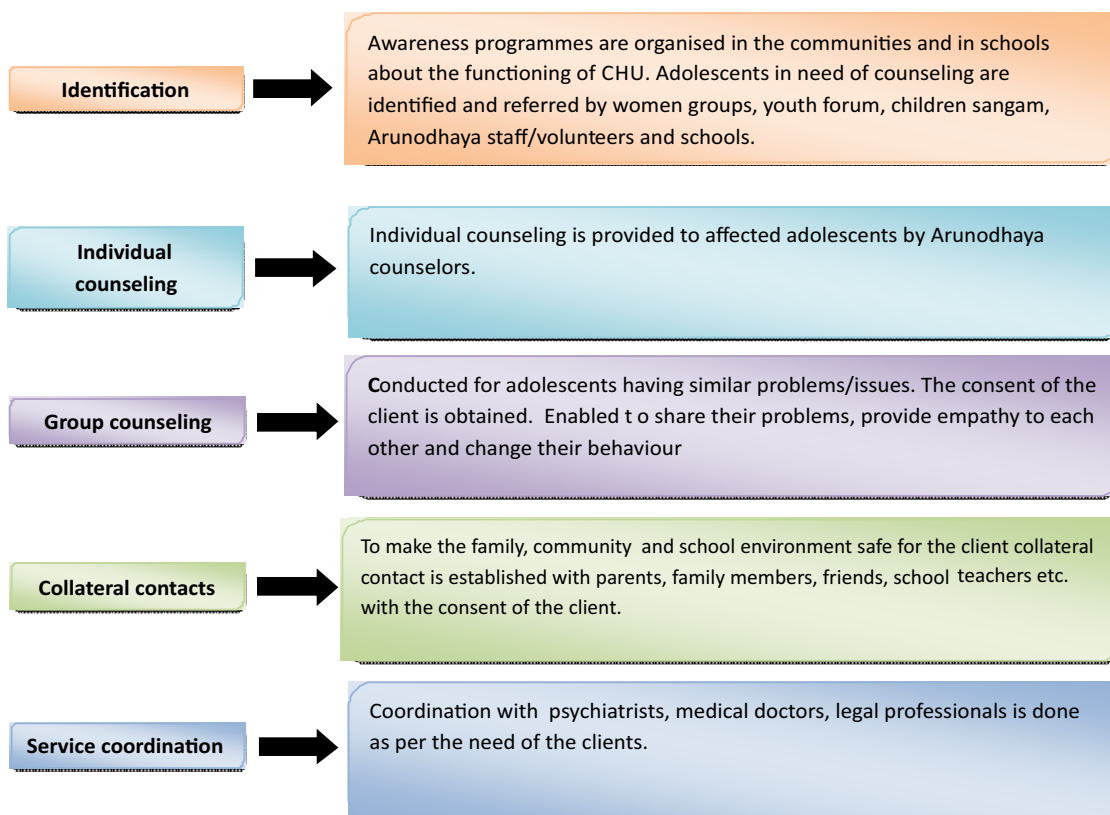 Identification
Awareness programmes are organised in the communities and in schools
about the functioning of CHU. Adolescents in need of counseling are
identified and referred by women groups, youth forum, children sangam,
Arunodhaya staff/volunteers and schools.
Individual
counseling
Individual counseling is provided to affected adolescents by Arunodhaya
counselors.
Group counseling
Conducted for adolescents having similar problems/issues. The consent of the
client is obtained. Enabled t o share their problems, provide empathy to each
other and change their behaviour
Collateral contacts
To make the family, community and school environment safe for the client collateral
contact is established with parents, family members, friends, school teachers etc.
with the consent of the client.
Service coordination
Coordination with psychiatrists, medical doctors, legal professionals is done
as per the need of the clients.